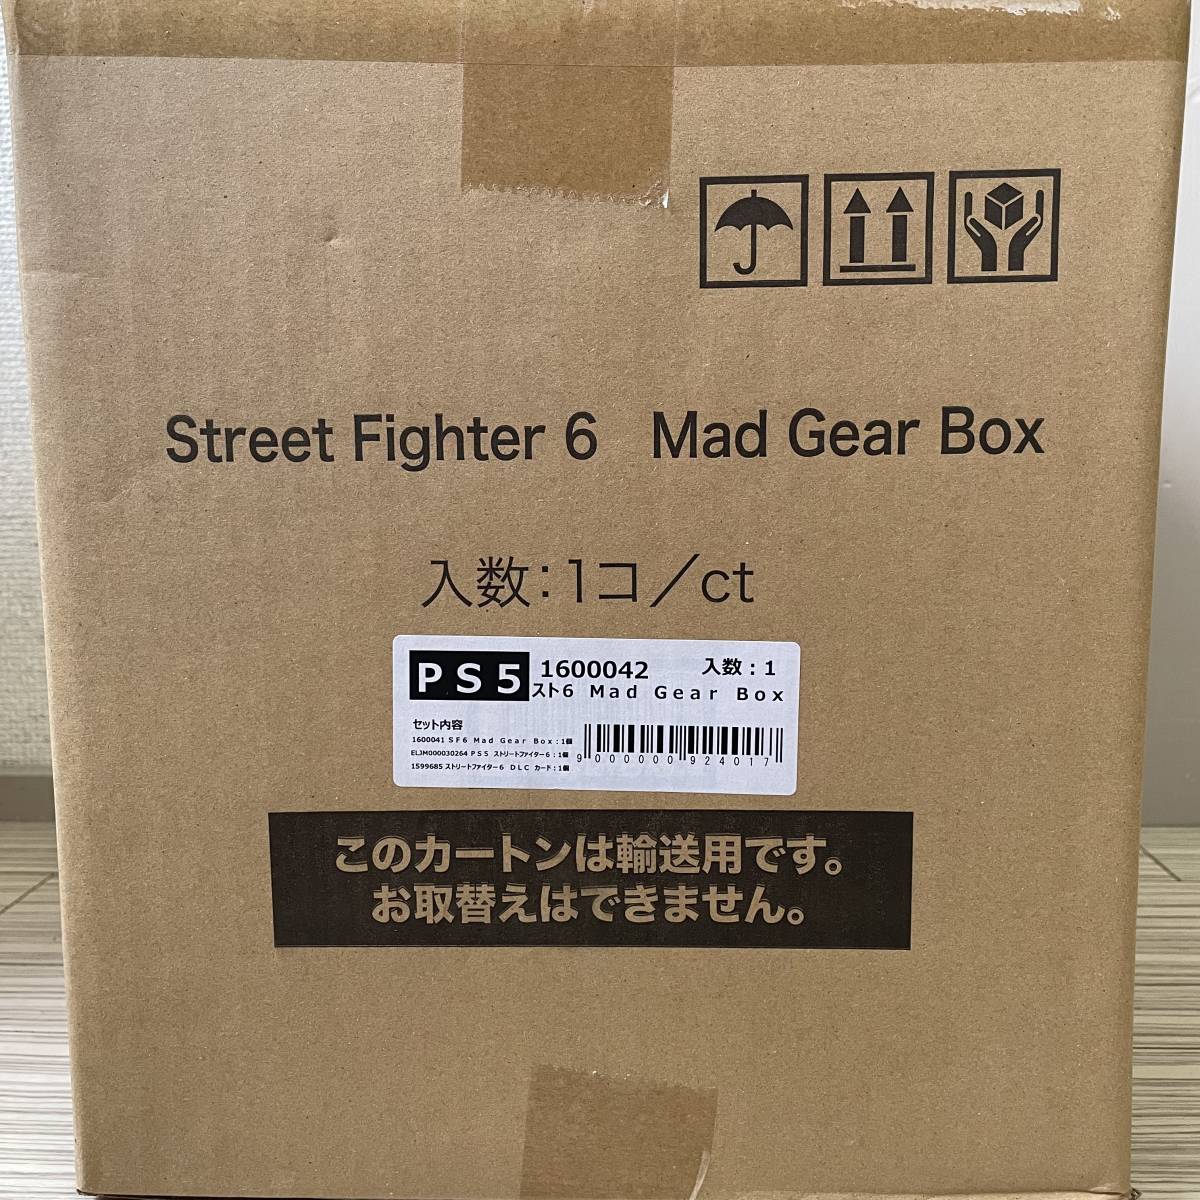 Street Fighter 6 Mad Gear Box
入数:1コ/ct
PS5 1600042 入数:1
スト6 Mad Gear Box
セット内容
1600041 SF6 Mad Gear Box:1個
ELJM000030264 PS5 ストリートファイター6:1個
1599685 ストリートファイター6 DLC カード:1個
9000000924017
このカートンは輸送用です。
お取替えはできません。